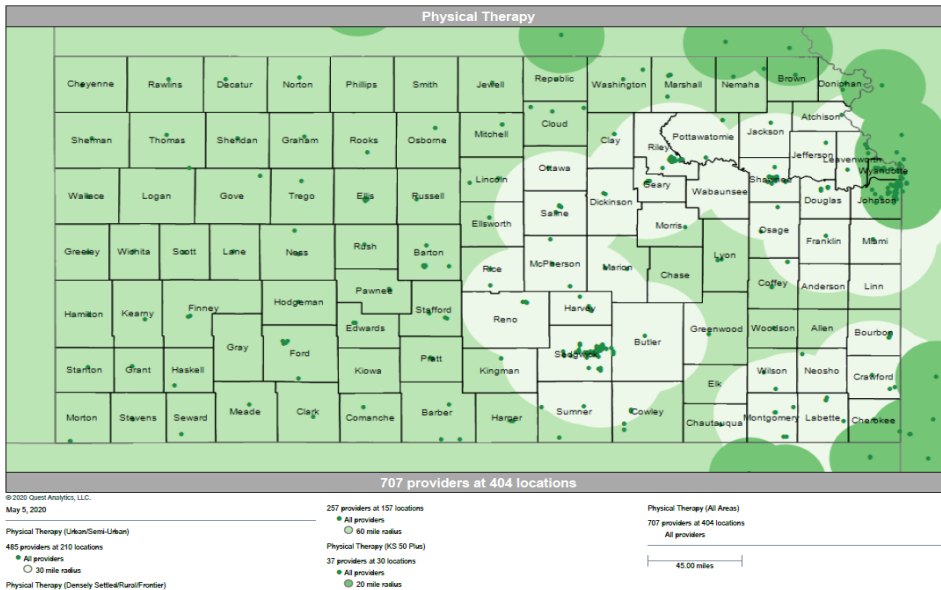 Physical Therapy
Cheyenne Rawlins Decatur Norton Phillips Smith Jewell Republic Washington Marshall Nemaha Brown Doniphan
Sherman Thomas Sheridan Graham Rooks Osborne Mitchell Cloud Clay Riley Pottawatomie Jackson Atchison
Jefferson Leavenworth Wyandotte
Wallace Logan Gove Trego Ellis Russell Lincoln Ottawa Saline Dickinson Geary Wabaunsee Shawnee Douglas Johnson
Ellsworth Morris Osage Franklin Miami
Greeley Wichita Scott Lane Ness Rush Barton Rice McPherson Marion Chase Lyon Coffey Anderson Linn
Hamilton Kearny Finney Hodgeman Pawnee Stafford Reno Harvey Butler Greenwood Woodson Allen Bourbon
Gray Ford Edwards
Stanton Grant Haskell Kiowa Pratt Kingman Sedgwick Elk Wilson Neosho Crawford
Morton Stevens Seward Meade Clark Comanche Barber Harper Sumner Cowley Chautauqua Montgomery Labette Cherokee
707 providers at 404 locations
© 2020 Quest Analytics, LLC.
May 5, 2020
Physical Therapy (Urban/Semi-Urban)
485 providers at 210 locations
All providers
30 mile radius
Physical Therapy (Densely Settled/Rural/Frontier)
257 providers at 157 locations
All providers
60 mile radius
Physical Therapy (KS 50 Plus)
37 providers at 30 locations
All providers
20 mile radius
Physical Therapy (All Areas)
707 providers at 404 locations
All providers
45.00 miles